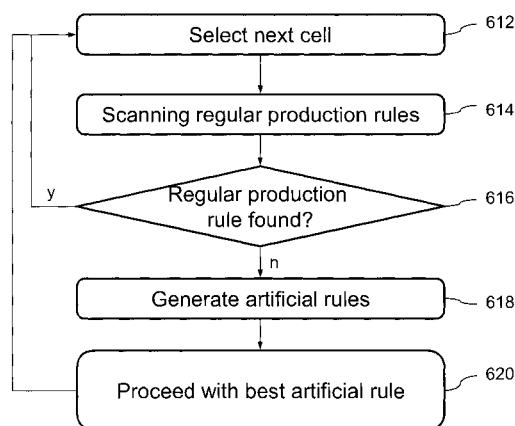 Select next cell
612
Scanning regular production rules
614
y
Regular production
rule found?
616
n
Generate artificial rules
618
Proceed with best artificial rule
620